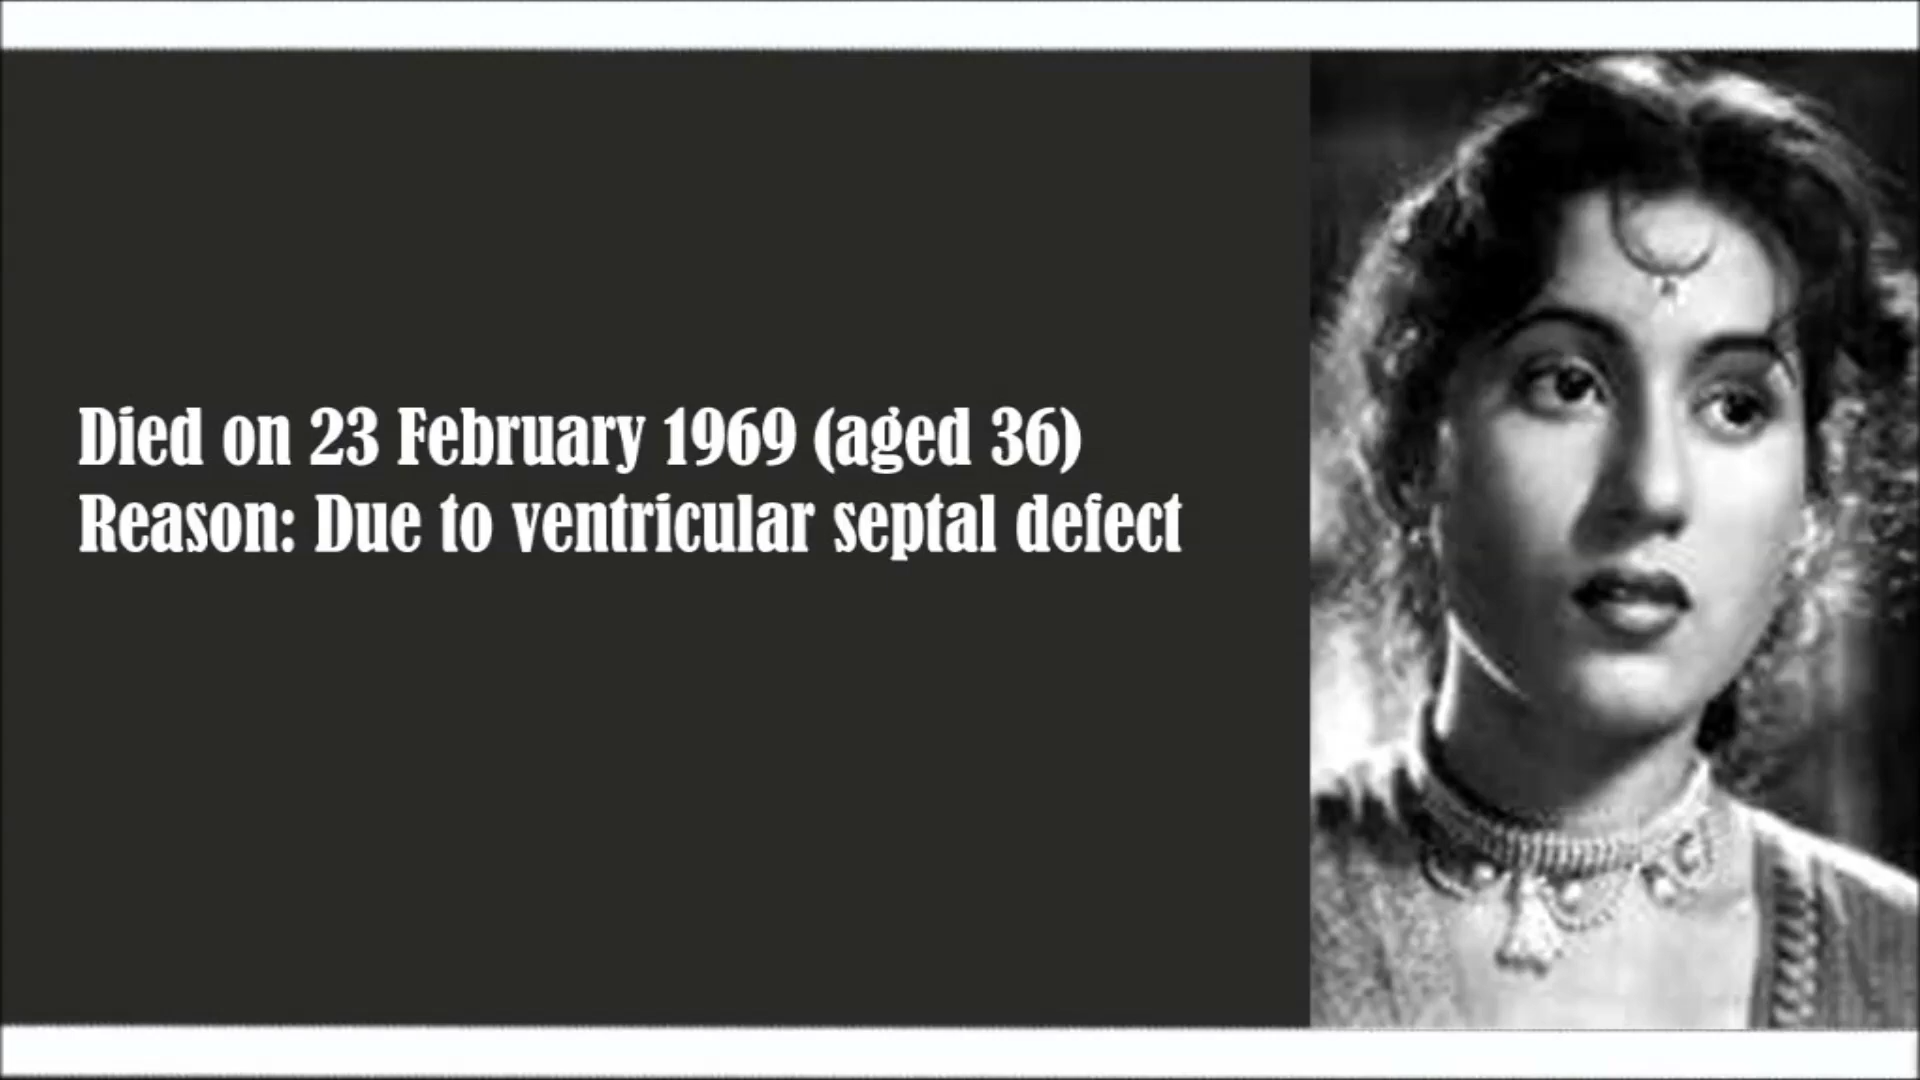 Died on 23 February 1969 (aged 36)
Reason: Due to ventricular septal defect